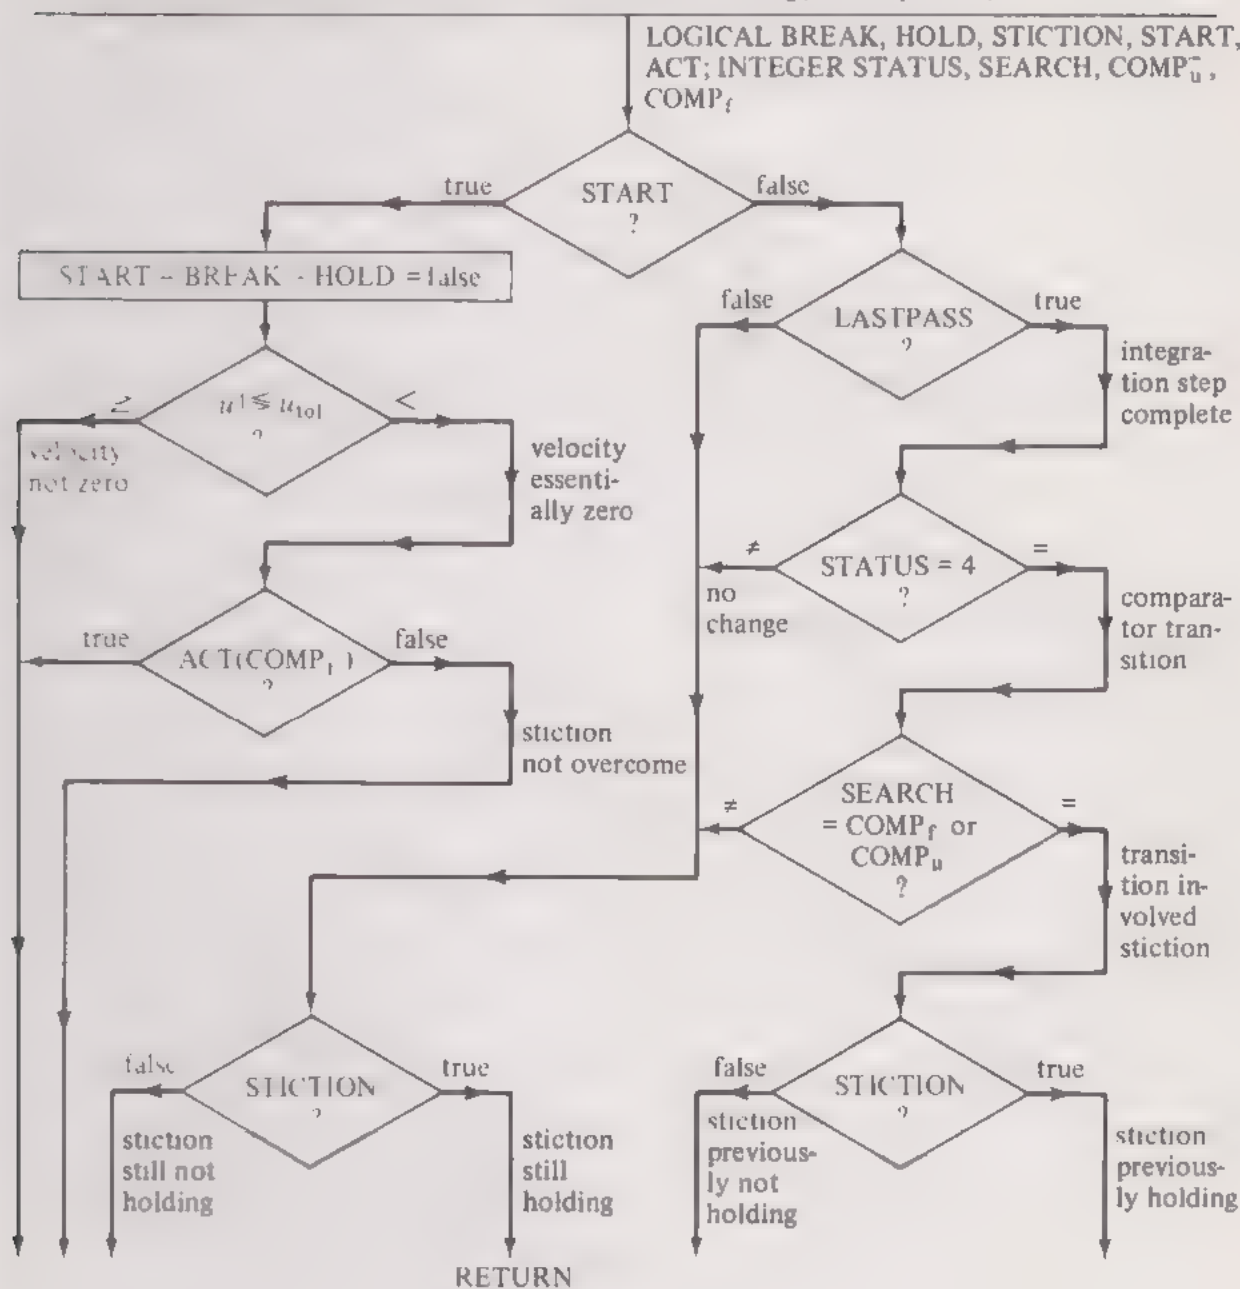 LOGICAL BREAK, HOLD, STICTION, START,
ACT; INTEGER STATUS, SEARCH, COMPu,
COMPf
true
START
?
false
START = BREAK = HOLD = false
false
LASTPASS
?
true
integra-
tion step
complete
≥
u ≶ utol
?
<
velocity
not zero
velocity
essenti-
ally zero
≠
STATUS = 4
?
=
no
change
compara-
tor tran-
sition
true
ACT(COMPf)
?
false
stiction
not overcome
≠
SEARCH
= COMPf or
COMPu
?
=
transi-
tion in-
volved
stiction
false
STICTION
?
true
stiction
still not
holding
stiction
still
holding
false
STICTION
?
true
stiction
previous-
ly not
holding
stiction
previous-
ly holding
RETURN